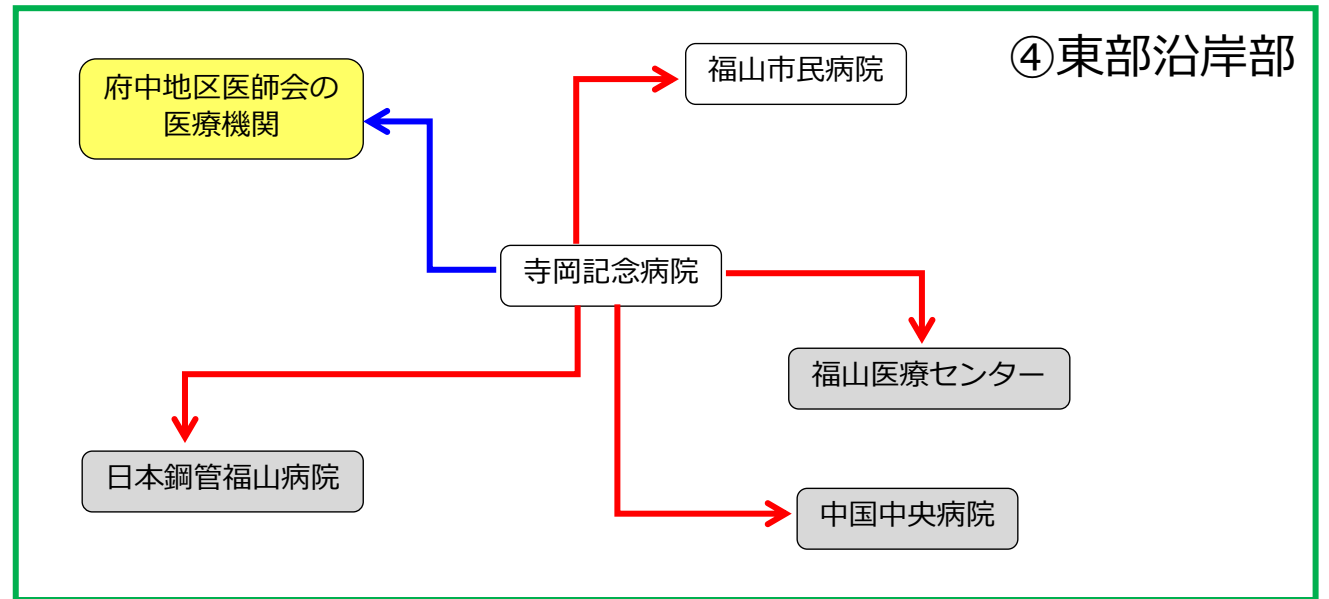 ④東部沿岸部
府中地区医師会の
医療機関
福山市民病院
寺岡記念病院
福山医療センター
日本鋼管福山病院
中国中央病院